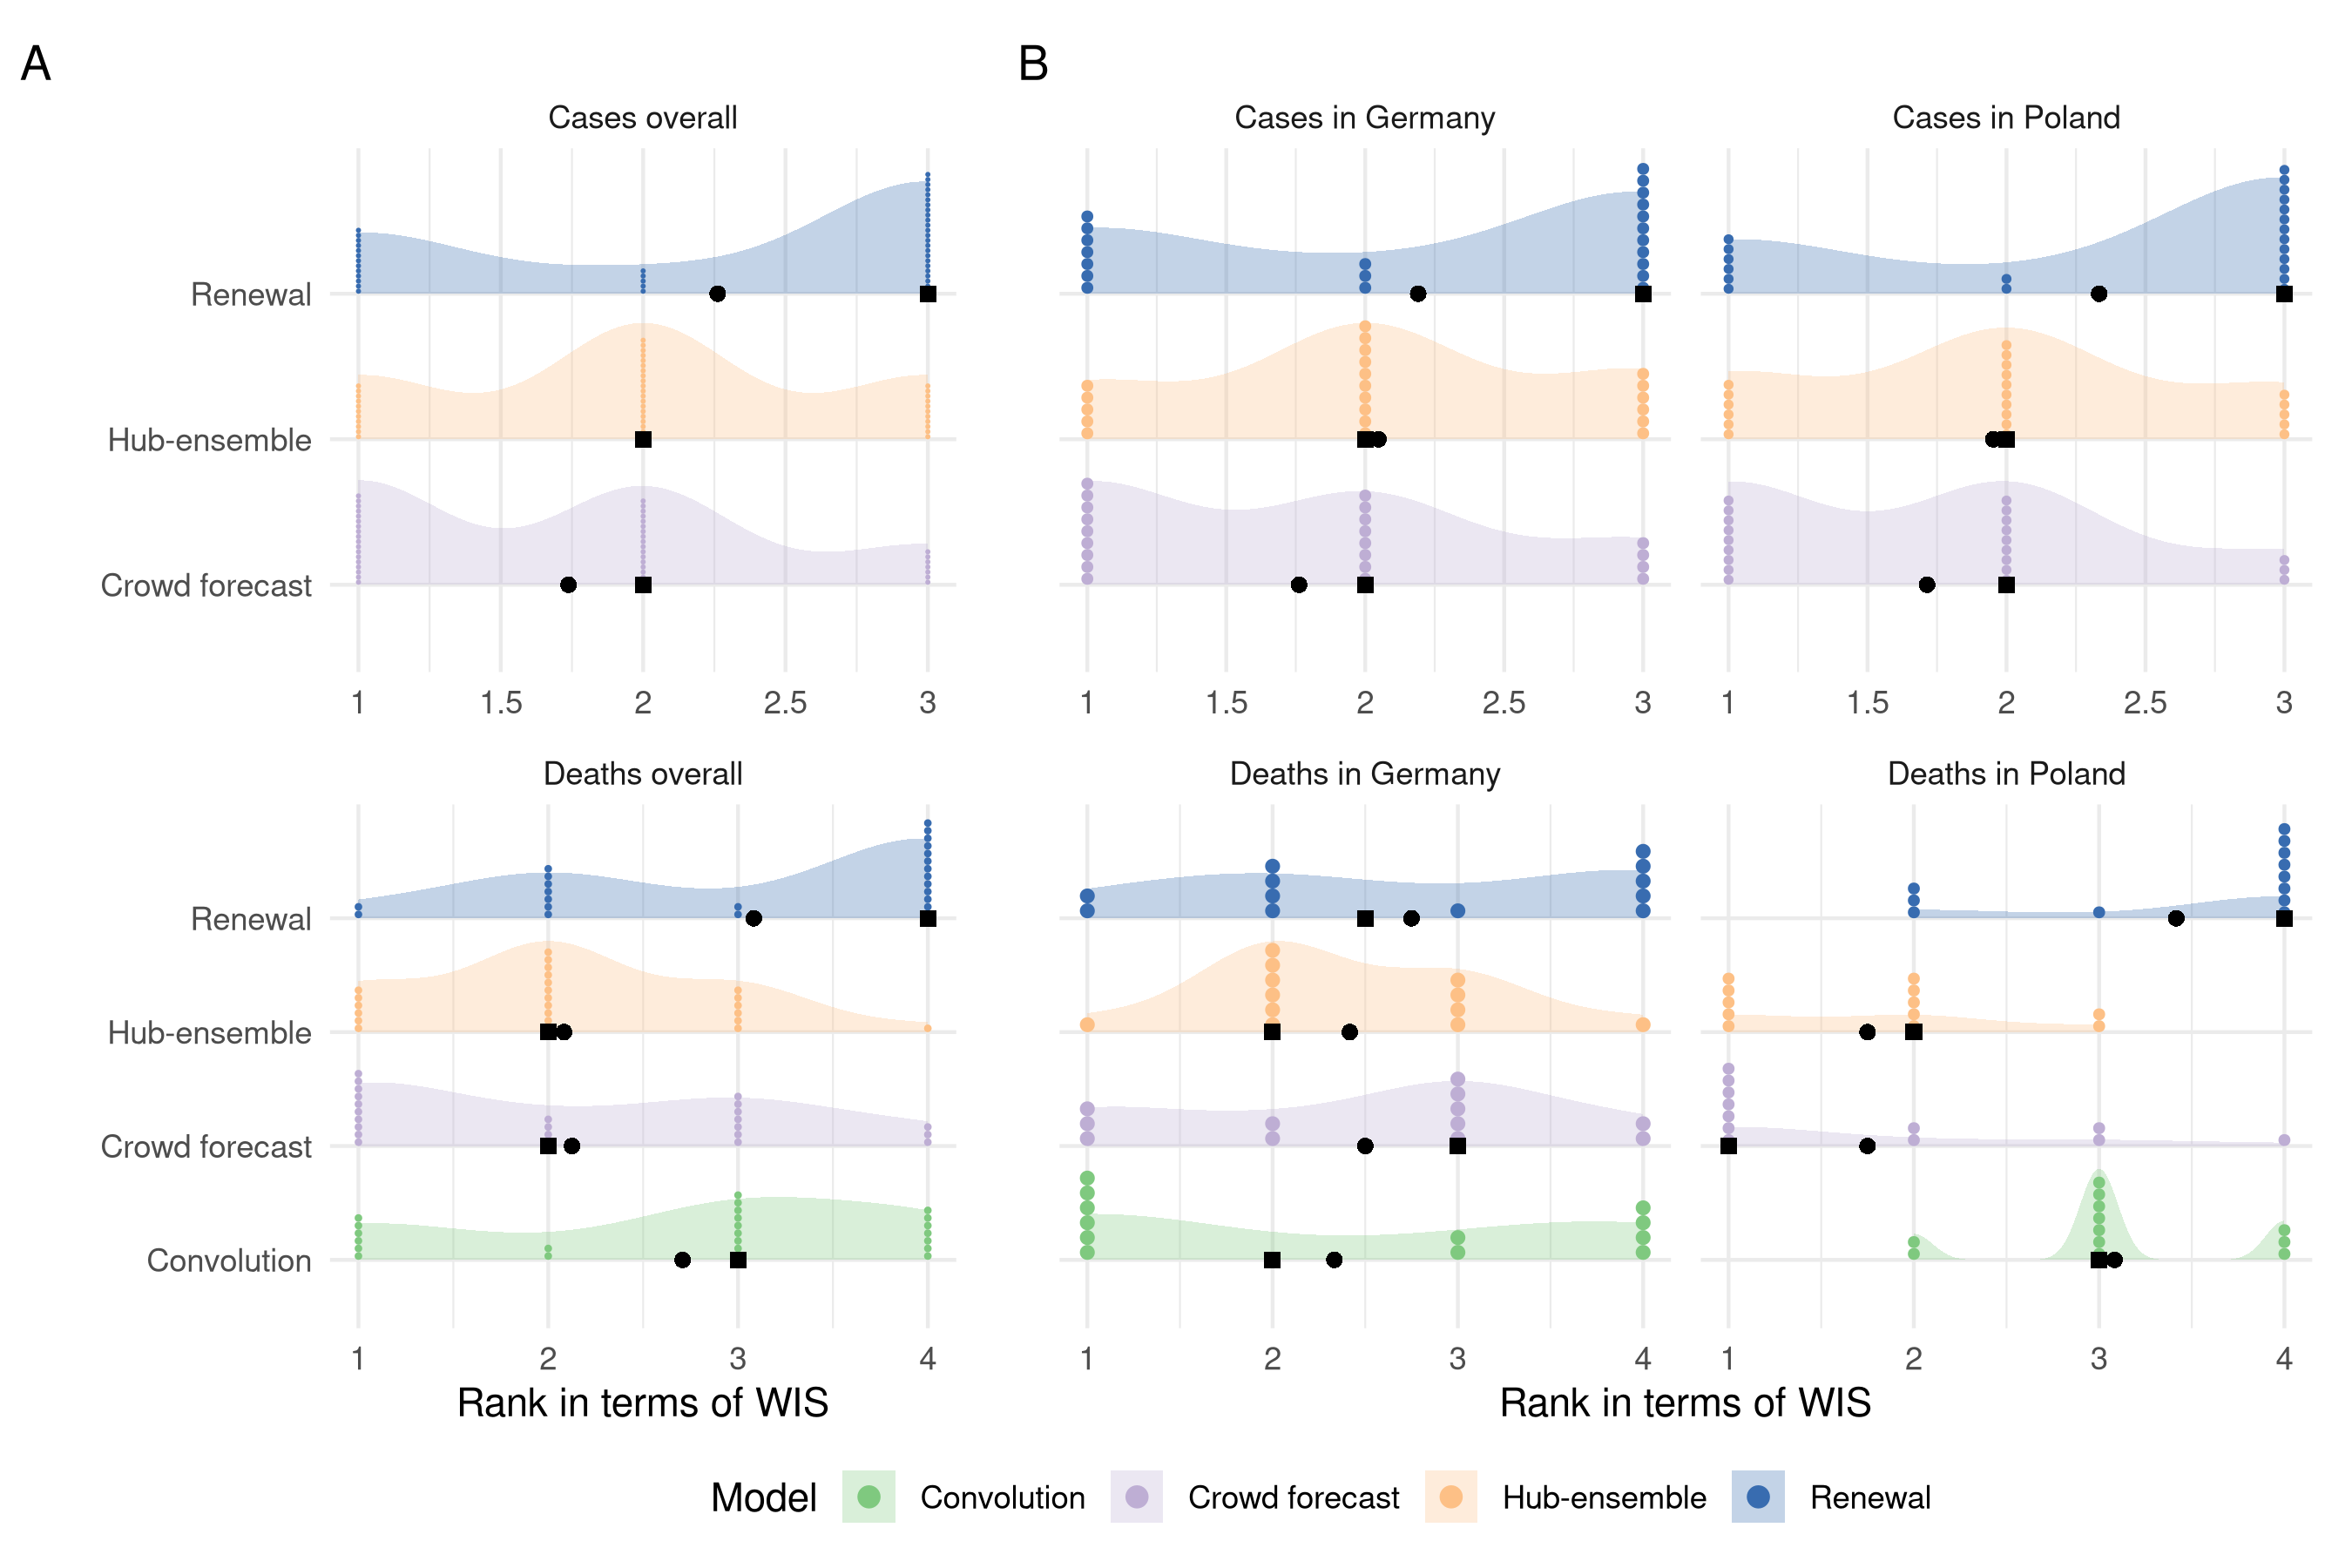 A
B
Cases overall
Cases in Germany
Cases in Poland
Renewal
Hub-ensemble
Crowd forecast
1 1.5 2 2.5 3
1 1.5 2 2.5 3
1 1.5 2 2.5 3
Deaths overall
Deaths in Germany
Deaths in Poland
Renewal
Hub-ensemble
Crowd forecast
Convolution
1 2 3 4
1 2 3 4
1 2 3 4
Rank in terms of WIS
Rank in terms of WIS
Model Convolution Crowd forecast Hub-ensemble Renewal